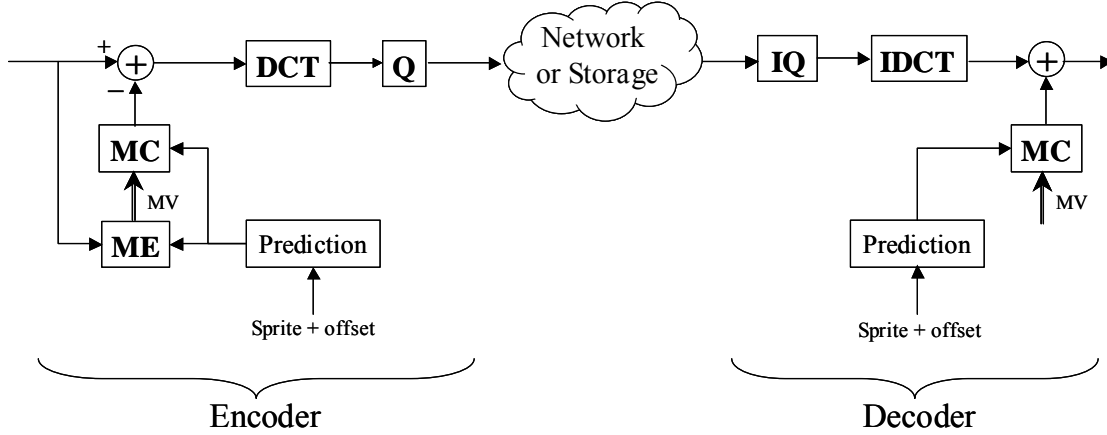 +
+
DCT
Q
Network
or Storage
IQ
IDCT
+
−
MC
MV
ME
Prediction
Sprite + offset
MC
MV
Prediction
Sprite + offset
Encoder
Decoder